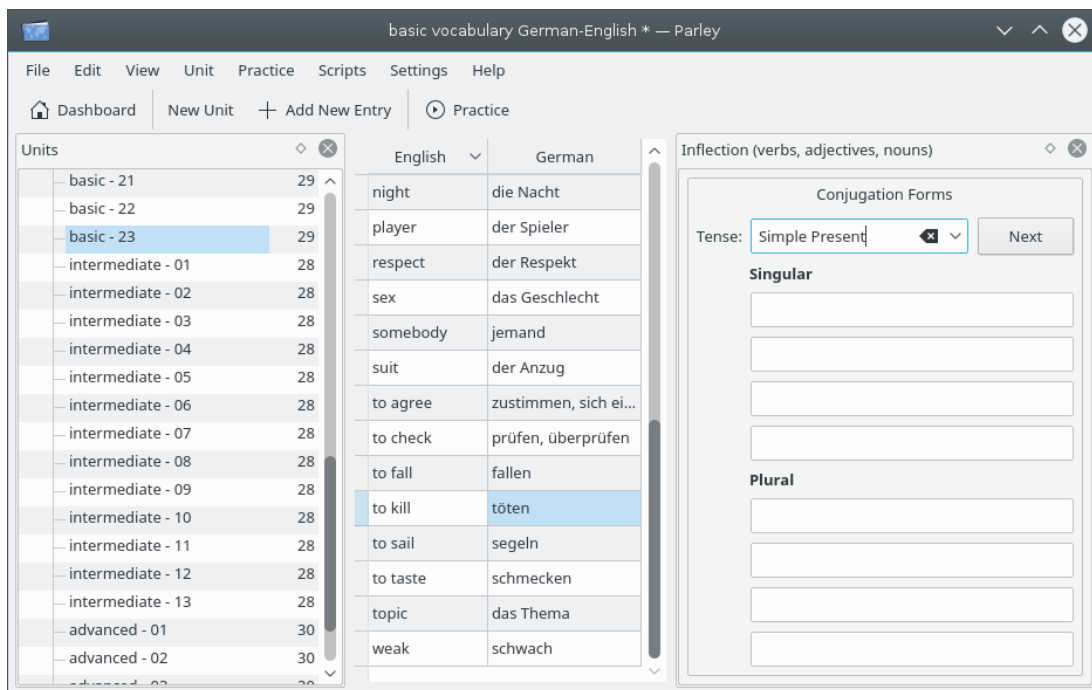 basic vocabulary German-English * — Parley
File Edit View Unit Practice Scripts Settings Help
Dashboard New Unit Add New Entry Practice
Units
basic - 21 29
basic - 22 29
basic - 23 29
intermediate - 01 28
intermediate - 02 28
intermediate - 03 28
intermediate - 04 28
intermediate - 05 28
intermediate - 06 28
intermediate - 07 28
intermediate - 08 28
intermediate - 09 28
intermediate - 10 28
intermediate - 11 28
intermediate - 12 28
intermediate - 13 28
advanced - 01 30
advanced - 02 30
English German
night die Nacht
player der Spieler
respect der Respekt
sex das Geschlecht
somebody jemand
suit der Anzug
to agree zustimmen, sich ei...
to check prüfen, überprüfen
to fall fallen
to kill töten
to sail segeln
to taste schmecken
topic das Thema
weak schwach
Inflection (verbs, adjectives, nouns)
Conjugation Forms
Tense: Simple Present Next
Singular
Plural